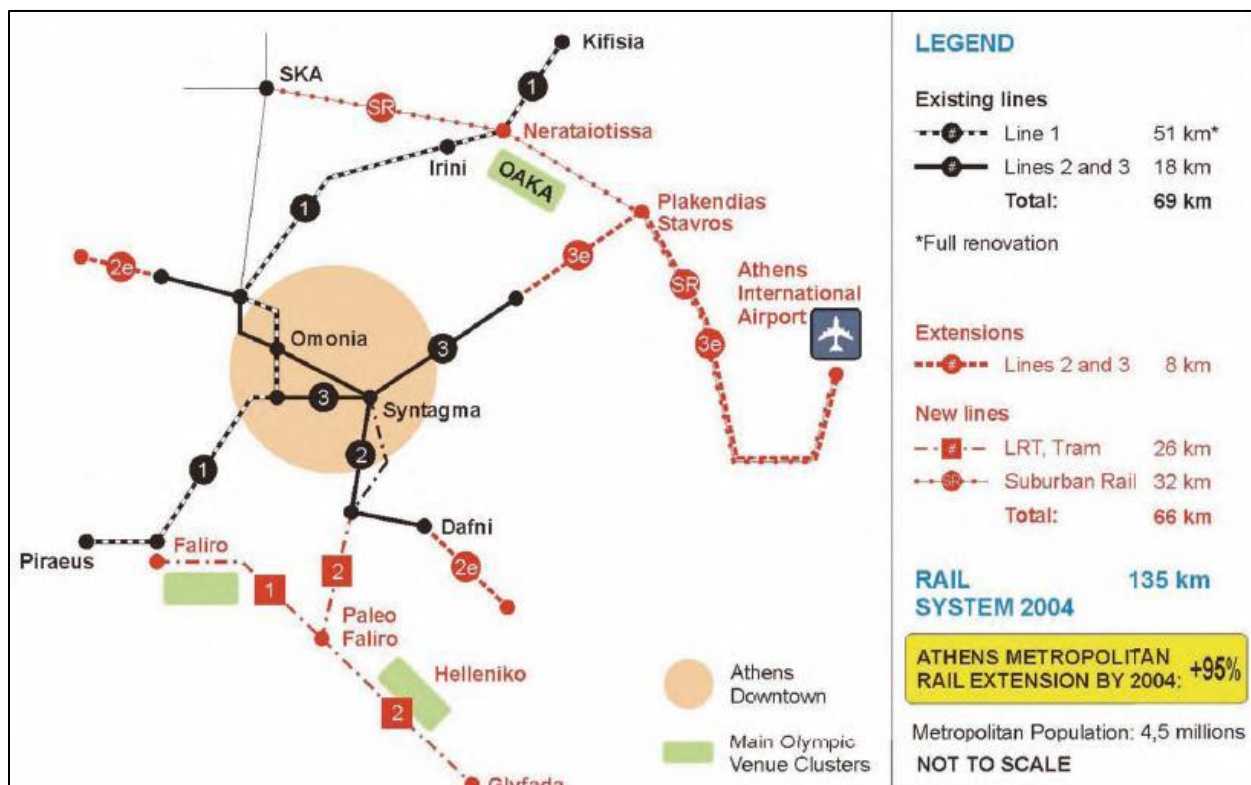 Kifisia
SKA
1
SR
Nerataiotissa
Irini
OAKA
1
Plakendias
Stavros
2e
3e
SR
Athens
International
Airport
Omonia
3
3e
3
Syntagma
2
1
Dafni
Piraeus
Faliro
2
2e
1
Paleo
Faliro
Helleniko
2
Glyfada
Athens
Downtown
Main Olympic
Venue Clusters
LEGEND
Existing lines
# Line 1 51 km*
# Lines 2 and 3 18 km
Total: 69 km
*Full renovation
Extensions
# Lines 2 and 3 8 km
New lines
# LRT, Tram 26 km
SR Suburban Rail 32 km
Total: 66 km
RAIL 135 km
SYSTEM 2004
ATHENS METROPOLITAN
RAIL EXTENSION BY 2004: +95%
Metropolitan Population: 4,5 millions
NOT TO SCALE